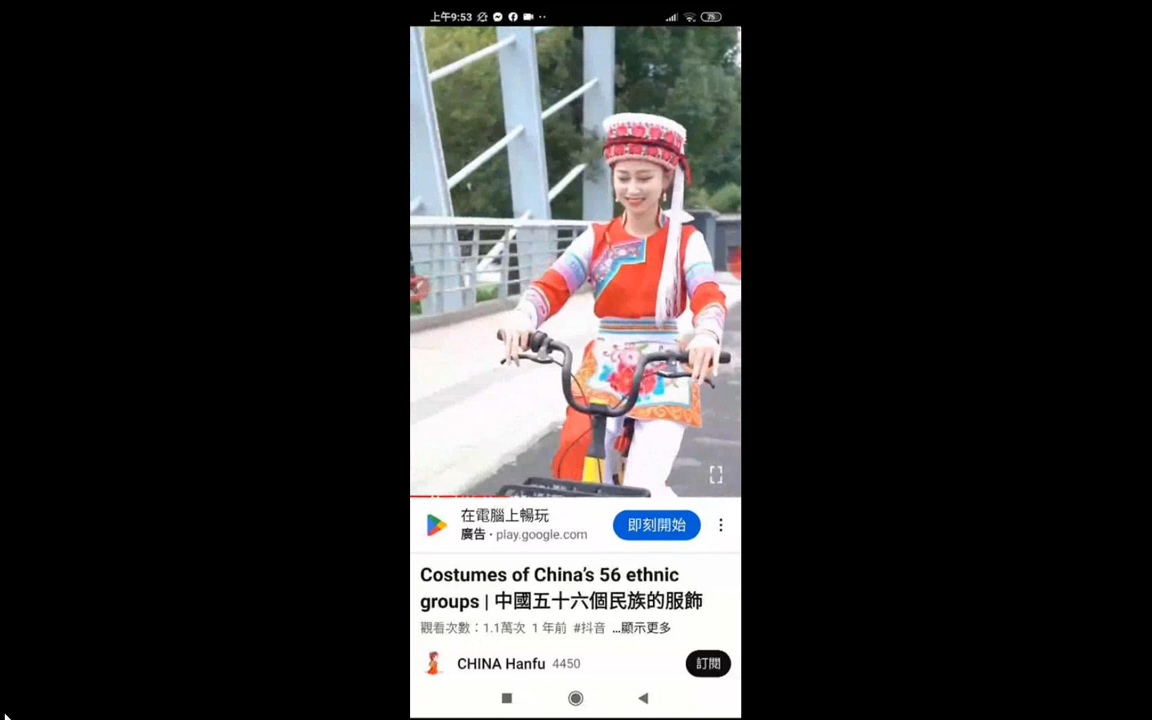 上午9:53
75
在電腦上暢玩
廣告 · play.google.com
即刻開始
Costumes of China's 56 ethnic
groups | 中國五十六個民族的服飾
觀看次數：1.1萬次 1 年前 #抖音 ...顯示更多
CHINA Hanfu 4450
訂閱